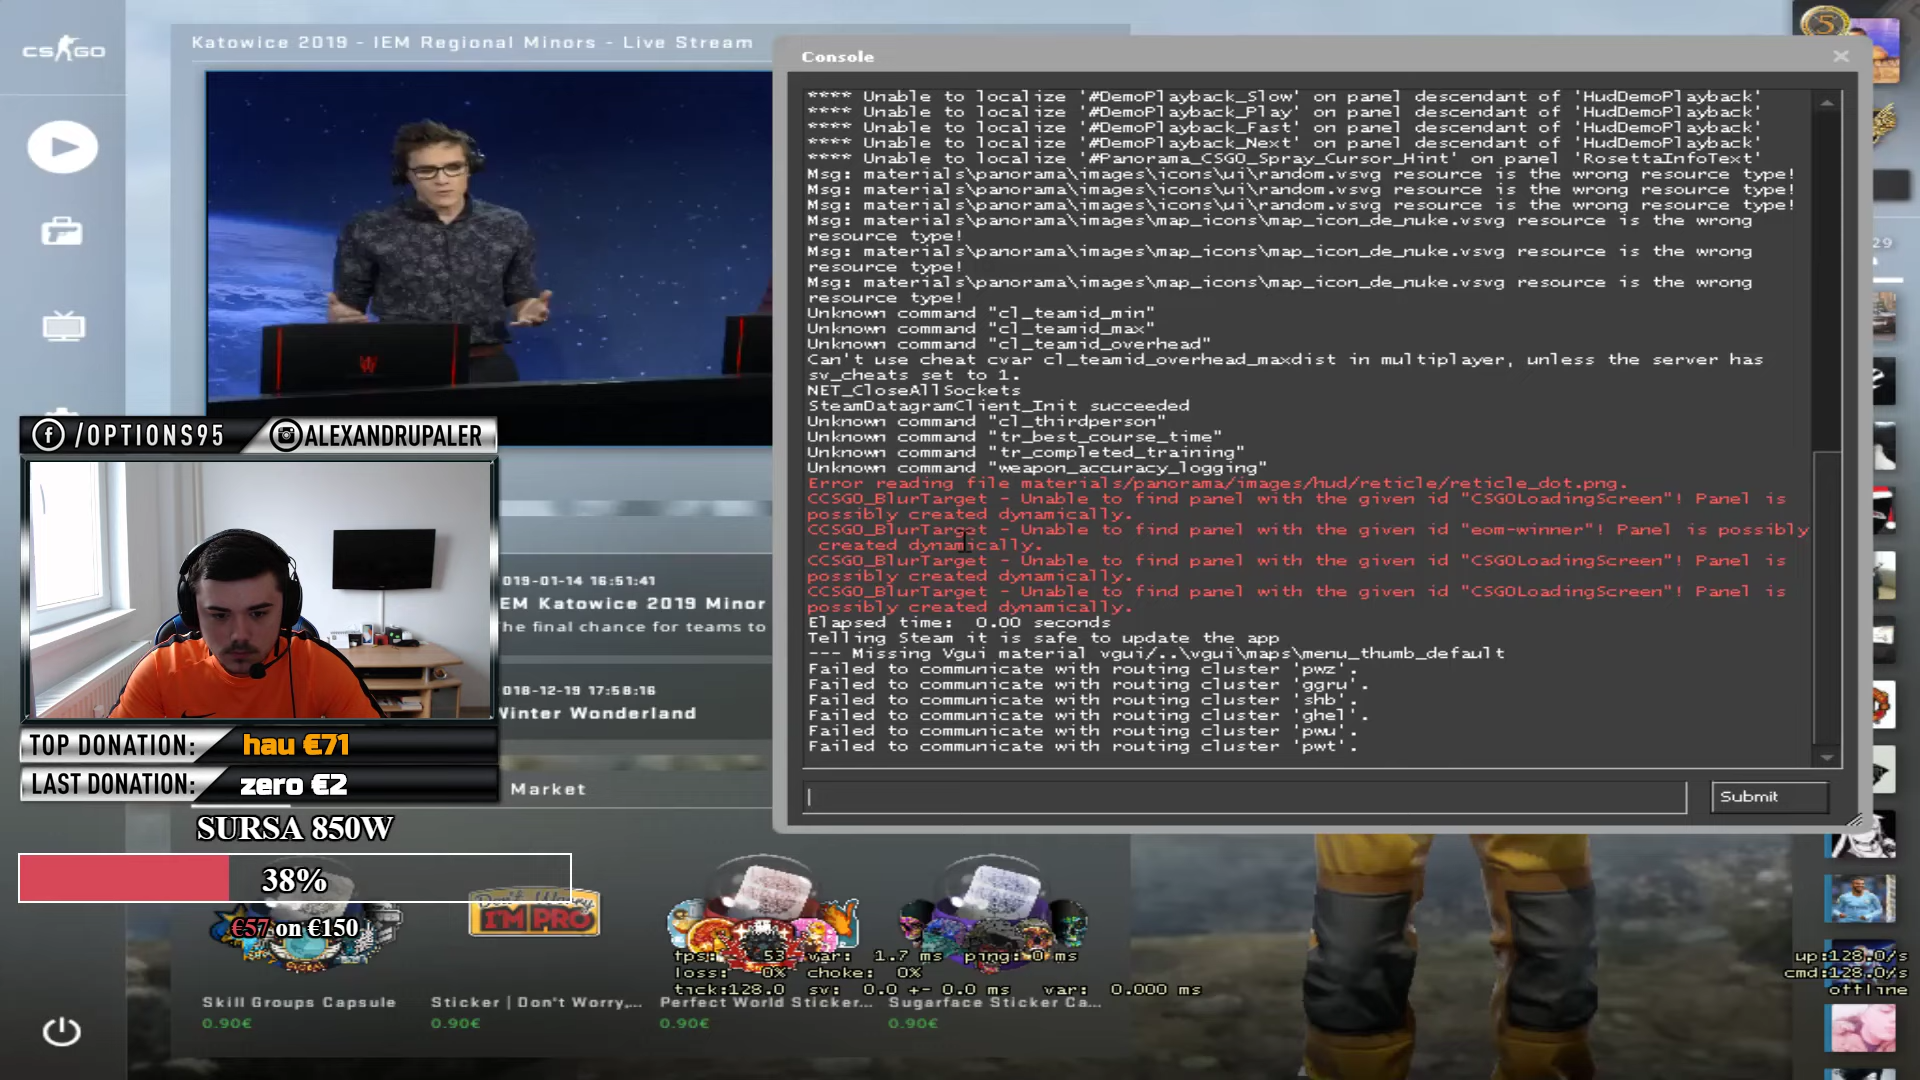 CS GO
Katowice 2019 - IEM Regional Minors - Live Stream
Console
**** Unable to localize '#DemoPlayback_Slow' on panel descendant of 'HudDemoPlayback'
**** Unable to localize '#DemoPlayback_Play' on panel descendant of 'HudDemoPlayback'
**** Unable to localize '#DemoPlayback_Fast' on panel descendant of 'HudDemoPlayback'
**** Unable to localize '#DemoPlayback_Next' on panel descendant of 'HudDemoPlayback'
**** Unable to localize '#Panorama_CSGO_Spray_Cursor_Hint' on panel 'RosettaInfoText'
Msg: materials\panorama\images\icons\ui\random.vsvg resource is the wrong resource type!
Msg: materials\panorama\images\icons\ui\random.vsvg resource is the wrong resource type!
Msg: materials\panorama\images\icons\ui\random.vsvg resource is the wrong resource type!
Msg: materials\panorama\images\map_icons\map_icon_de_nuke.vsvg resource is the wrong
resource type!
Msg: materials\panorama\images\map_icons\map_icon_de_nuke.vsvg resource is the wrong
resource type!
Msg: materials\panorama\images\map_icons\map_icon_de_nuke.vsvg resource is the wrong
resource type!
Unknown command "cl_teamid_min"
Unknown command "cl_teamid_max"
Unknown command "cl_teamid_overhead"
Can't use cheat cvar cl_teamid_overhead_maxdist in multiplayer, unless the server has
sv_cheats set to 1.
NET_CloseAllSockets
SteamDatagramClient_Init succeeded
Unknown command "cl_thirdperson"
Unknown command "tr_best_course_time"
Unknown command "tr_completed_training"
Unknown command "weapon_accuracy_logging"
Error reading file materials/panorama/images/hud/reticle/reticle_dot.png.
CCSGO_BlurTarget - Unable to find panel with the given id "CSGOLoadingScreen"! Panel is
possibly created dynamically.
CCSGO_BlurTarget - Unable to find panel with the given id "eom-winner"! Panel is possibly
created dynamically.
CCSGO_BlurTarget - Unable to find panel with the given id "CSGOLoadingScreen"! Panel is
possibly created dynamically.
CCSGO_BlurTarget - Unable to find panel with the given id "CSGOLoadingScreen"! Panel is
possibly created dynamically.
Elapsed time: 0.00 seconds
Telling Steam it is safe to update the app
--- Missing Vgui material vgui/..\vgui\maps\menu_thumb_default
Failed to communicate with routing cluster 'pwz'.
Failed to communicate with routing cluster 'ggru'.
Failed to communicate with routing cluster 'shb'.
Failed to communicate with routing cluster 'ghel'.
Failed to communicate with routing cluster 'pwu'.
Failed to communicate with routing cluster 'pwt'.
Submit
5
29
/OPTIONS95
ALEXANDRUPALER
019-01-14 16:51:41
EM Katowice 2019 Minor
The final chance for teams to
018-12-19 17:58:16
Winter Wonderland
Market
TOP DONATION: hau €71
LAST DONATION: zero €2
SURSA 850W
38%
€57 on €150
Don't Worry
I'M PRO
fps: 53 var: 1.7 ms ping: 0 ms
loss: 0% choke: 0%
tick:128.0 sv: 0.0 +- 0.0 ms var: 0.000 ms
up:128.0/s
cmd:128.0/s
offline
Skill Groups Capsule
0.90€
Sticker | Don't Worry,...
0.90€
Perfect World Sticker...
0.90€
Sugarface Sticker Ca...
0.90€